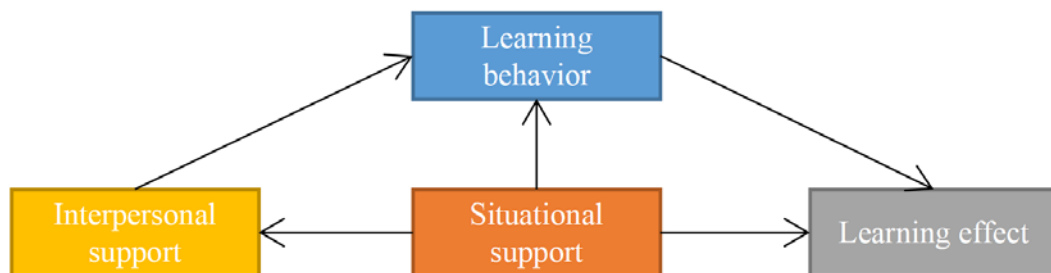 Learning
behavior
Interpersonal
support
Situational
support
Learning effect